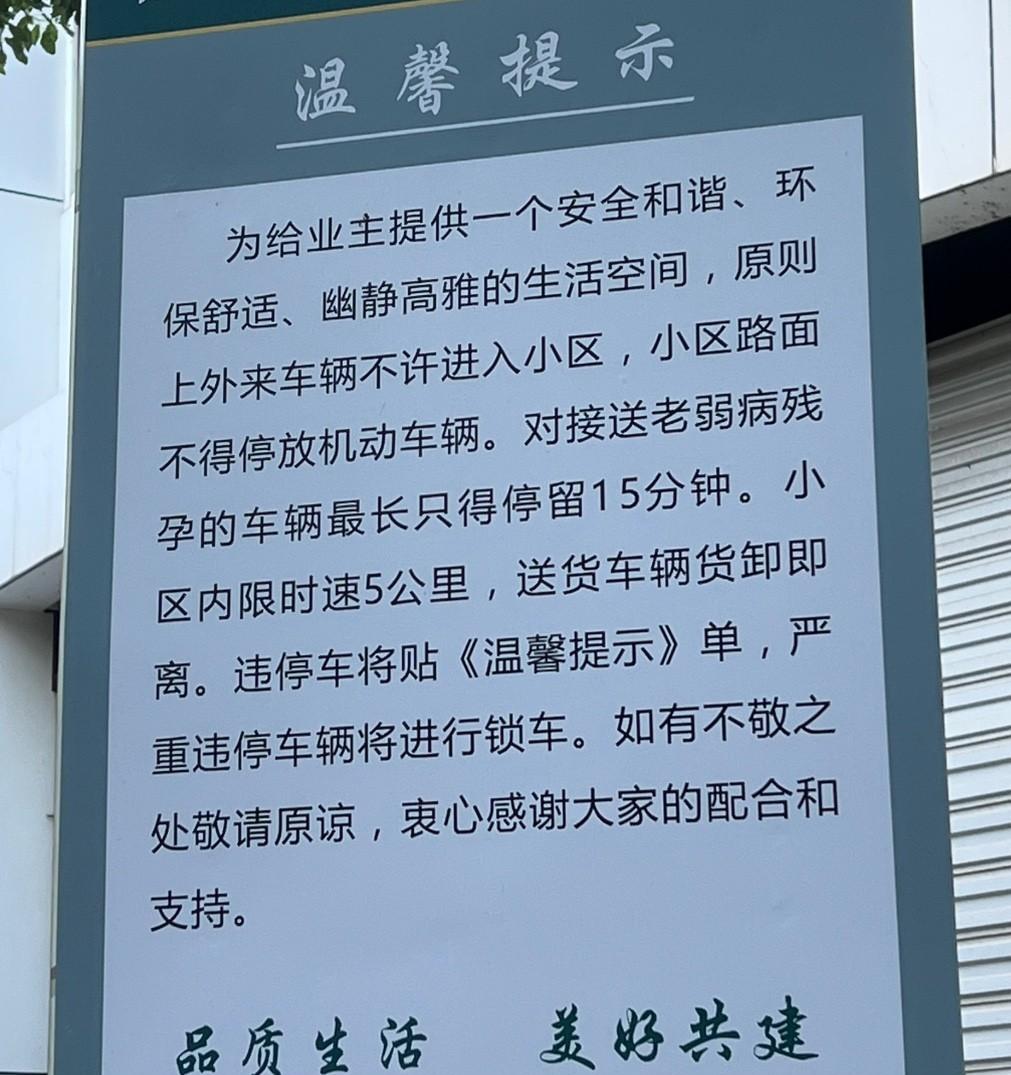 温馨提示
为给业主提供一个安全和谐、环
保舒适、幽静高雅的生活空间，原则
上外来车辆不许进入小区，小区路面
不得停放机动车辆。对接送老弱病残
孕的车辆最长只得停留15分钟。小
区内限时速5公里，送货车辆货卸即
离。违停车将贴《温馨提示》单，严
重违停车辆将进行锁车。如有不敬之
处敬请原谅，衷心感谢大家的配合和
支持。
品质生活 美好共建